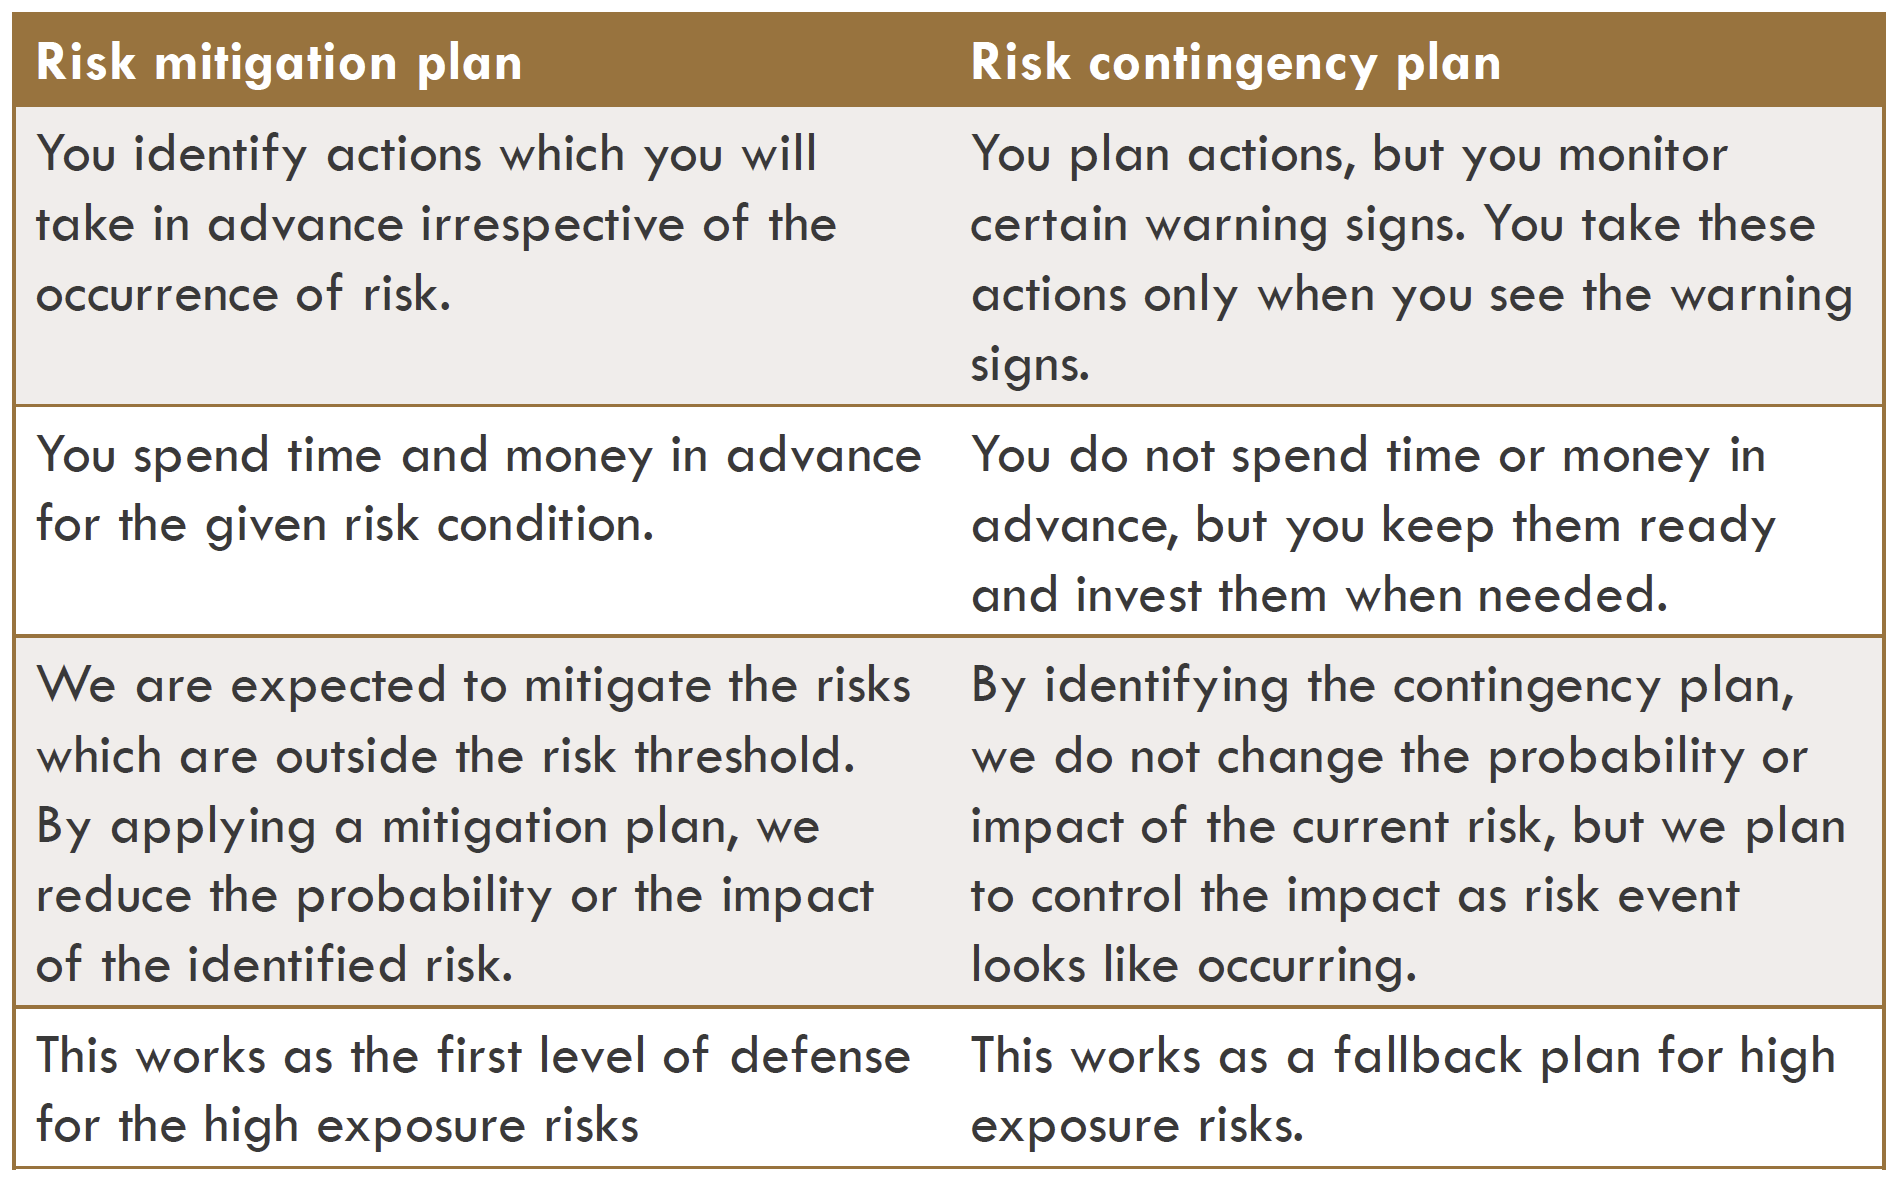 Risk mitigation plan
Risk contingency plan
You identify actions which you will
take in advance irrespective of the
occurrence of risk.
You plan actions, but you monitor
certain warning signs. You take these
actions only when you see the warning
signs.
You spend time and money in advance
for the given risk condition.
You do not spend time or money in
advance, but you keep them ready
and invest them when needed.
We are expected to mitigate the risks
which are outside the risk threshold.
By applying a mitigation plan, we
reduce the probability or the impact
of the identified risk.
By identifying the contingency plan,
we do not change the probability or
impact of the current risk, but we plan
to control the impact as risk event
looks like occurring.
This works as the first level of defense
for the high exposure risks
This works as a fallback plan for high
exposure risks.